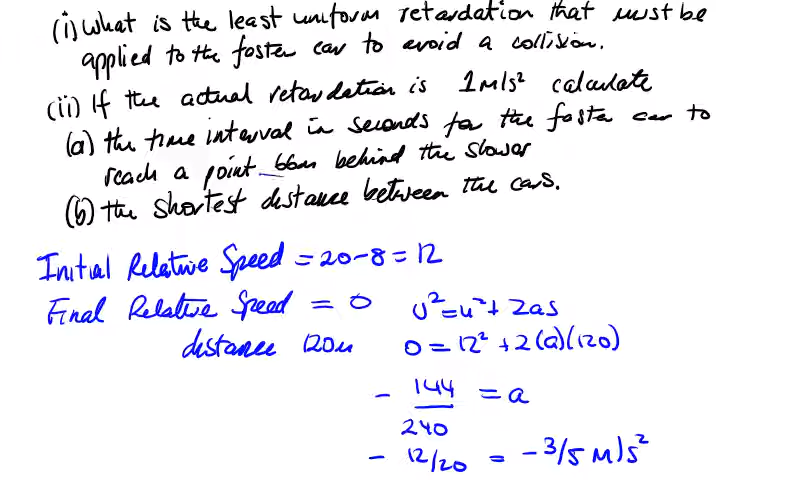 (i) What is the least uniform retardation that must be
applied to the faster car to avoid a collision.
(ii) If the actual retardation is 1m/s² calculate
(a) the time interval in seconds for the faster car to
reach a point 66m behind the slower
(b) the shortest distance between the cars.
Initial Relative Speed = 20-8 = 12
Final Relative Speed = 0 v²=u²+2as
distance 120m 0 = 12² +2(a)(120)
- 144/240 = a
- 12/20 = -3/5 m/s²